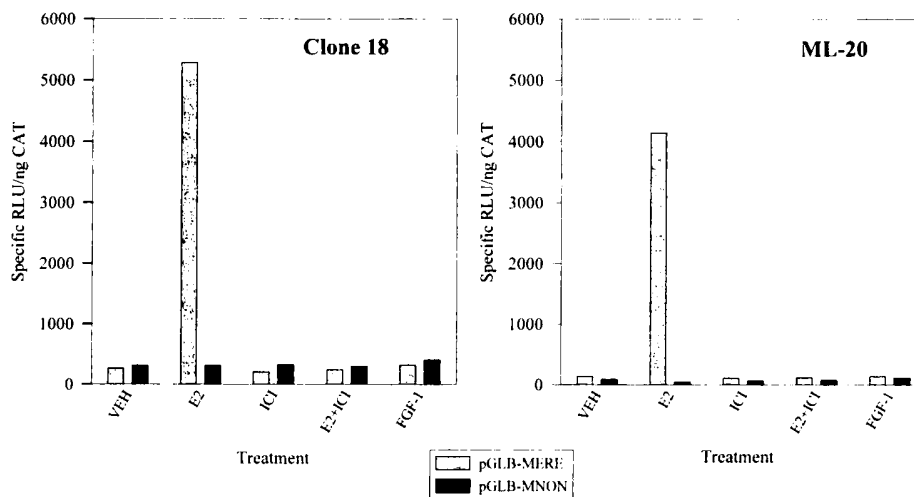 Clone 18
Specific RLU/ng CAT
6000
5000
4000
3000
2000
1000
0
VEH
E2
ICI
E2+ICI
FGF-1
Treatment
ML-20
Specific RLU/ng CAT
6000
5000
4000
3000
2000
1000
0
VEH
E2
ICI
E2+ICI
FGF-1
Treatment
pGLB-MERE
pGLB-MNON